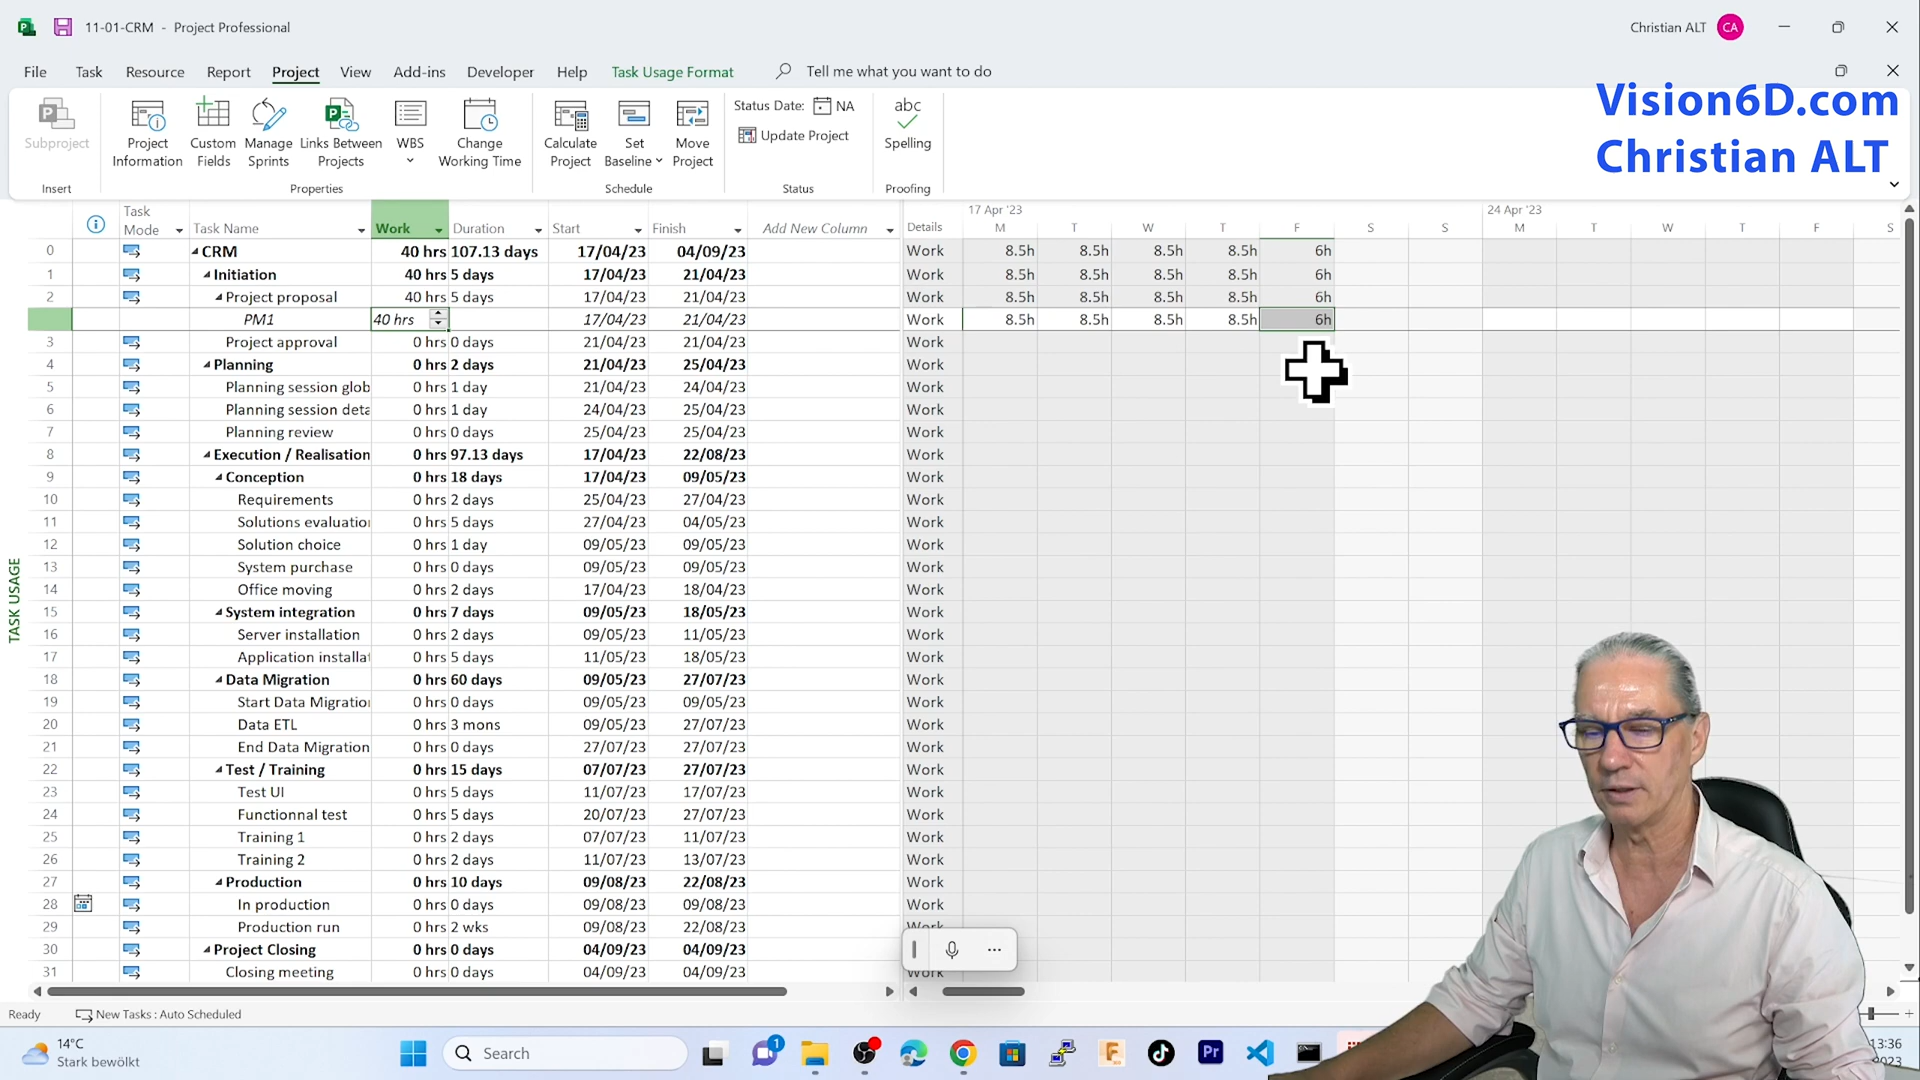 11-01-CRM - Project Professional
Christian ALT CA
File Task Resource Report Project View Add-ins Developer Help Task Usage Format Tell me what you want to do
Vision6D.com
Christian ALT
Subproject
Project Information
Custom Fields
Manage Sprints
Links Between Projects
WBS
Change Working Time
Calculate Project
Set Baseline
Move Project
Status Date: NA
Update Project
abc
Spelling
Insert Properties Schedule Status Proofing
Task Mode Task Name Work Duration Start Finish Add New Column Details
17 Apr '23 24 Apr '23
M T W T F S S M T W T F S
0 CRM 40 hrs 107.13 days 17/04/23 04/09/23 Work 8.5h 8.5h 8.5h 8.5h 6h
1 Initiation 40 hrs 5 days 17/04/23 21/04/23 Work 8.5h 8.5h 8.5h 8.5h 6h
2 Project proposal 40 hrs 5 days 17/04/23 21/04/23 Work 8.5h 8.5h 8.5h 8.5h 6h
PM1 40 hrs 17/04/23 21/04/23 Work 8.5h 8.5h 8.5h 8.5h 6h
3 Project approval 0 hrs 0 days 21/04/23 21/04/23 Work
4 Planning 0 hrs 2 days 21/04/23 25/04/23 Work
5 Planning session glob 0 hrs 1 day 21/04/23 24/04/23 Work
6 Planning session deta 0 hrs 1 day 24/04/23 25/04/23 Work
7 Planning review 0 hrs 0 days 25/04/23 25/04/23 Work
8 Execution / Realisation 0 hrs 97.13 days 17/04/23 22/08/23 Work
9 Conception 0 hrs 18 days 17/04/23 09/05/23 Work
10 Requirements 0 hrs 2 days 25/04/23 27/04/23 Work
11 Solutions evaluation 0 hrs 5 days 27/04/23 04/05/23 Work
12 Solution choice 0 hrs 1 day 09/05/23 09/05/23 Work
13 System purchase 0 hrs 0 days 09/05/23 09/05/23 Work
14 Office moving 0 hrs 2 days 17/04/23 18/04/23 Work
15 System integration 0 hrs 7 days 09/05/23 18/05/23 Work
16 Server installation 0 hrs 2 days 09/05/23 11/05/23 Work
17 Application installat 0 hrs 5 days 11/05/23 18/05/23 Work
18 Data Migration 0 hrs 60 days 09/05/23 27/07/23 Work
19 Start Data Migration 0 hrs 0 days 09/05/23 09/05/23 Work
20 Data ETL 0 hrs 3 mons 09/05/23 27/07/23 Work
21 End Data Migration 0 hrs 0 days 27/07/23 27/07/23 Work
22 Test / Training 0 hrs 15 days 07/07/23 27/07/23 Work
23 Test UI 0 hrs 5 days 11/07/23 17/07/23 Work
24 Functionnal test 0 hrs 5 days 20/07/23 27/07/23 Work
25 Training 1 0 hrs 2 days 07/07/23 11/07/23 Work
26 Training 2 0 hrs 2 days 11/07/23 13/07/23 Work
27 Production 0 hrs 10 days 09/08/23 22/08/23 Work
28 In production 0 hrs 0 days 09/08/23 09/08/23 Work
29 Production run 0 hrs 2 wks 09/08/23 22/08/23 Work
30 Project Closing 0 hrs 0 days 04/09/23 04/09/23
31 Closing meeting 0 hrs 0 days 04/09/23 04/09/23 Work
TASK USAGE
Ready New Tasks : Auto Scheduled
14°C
Stark bewölkt
Search
1
Pr
13:36